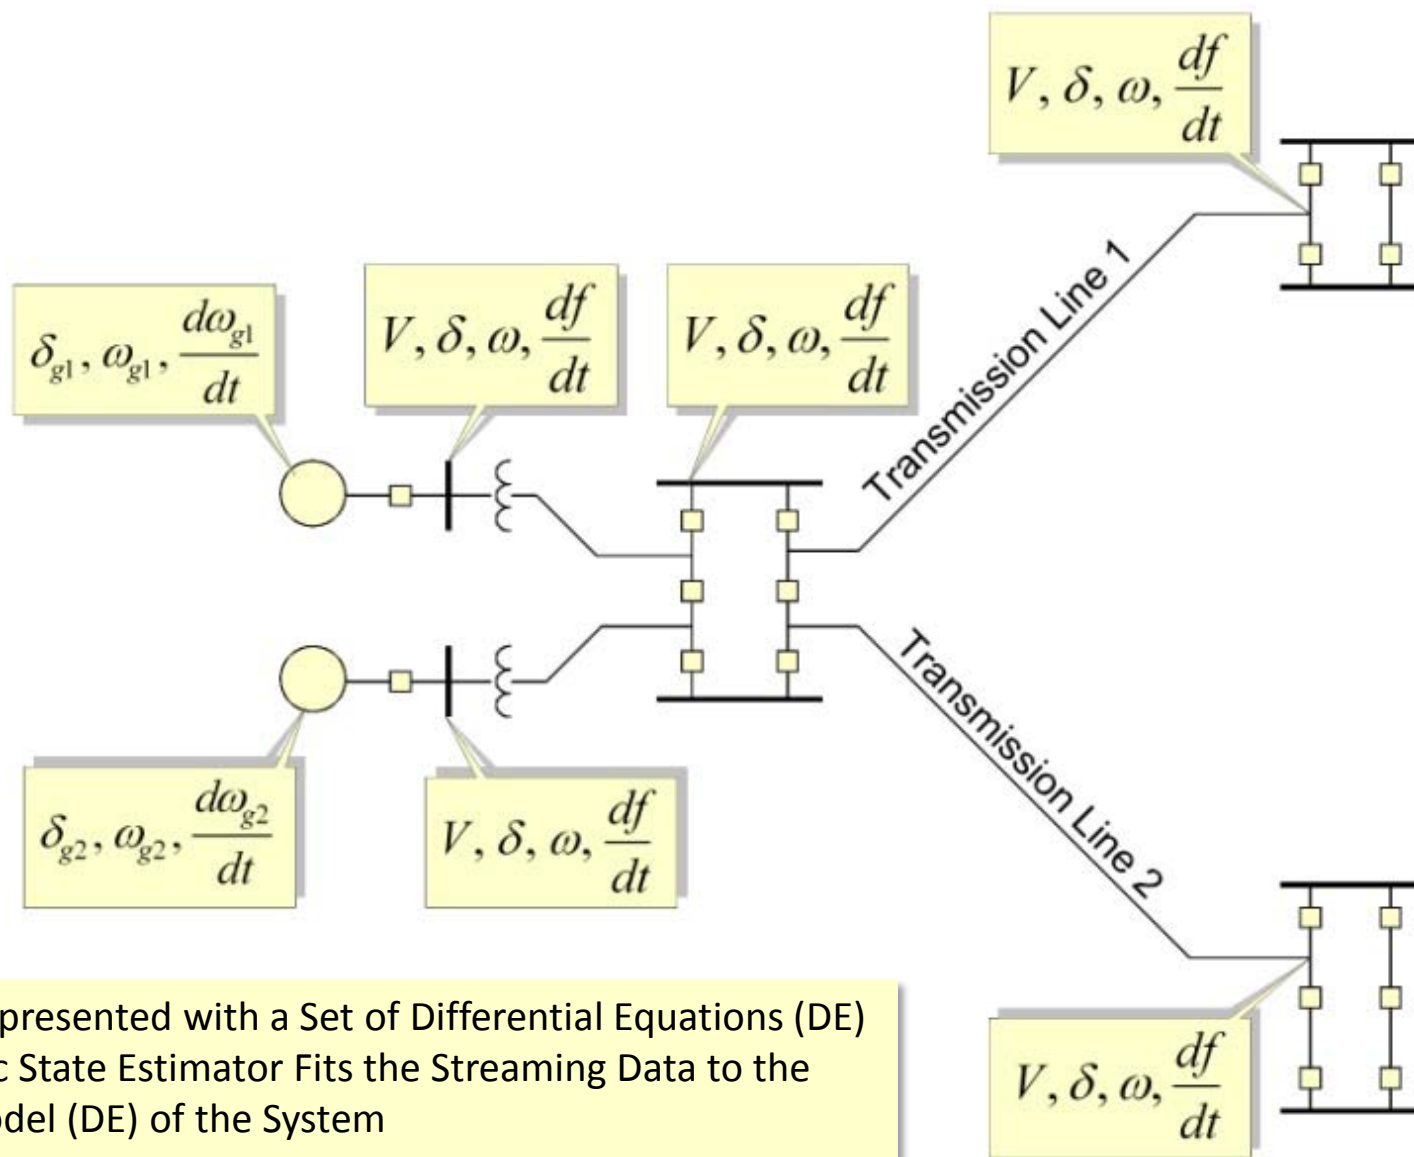 V, δ, ω, df/dt
δg1, ωg1, dωg1/dt
V, δ, ω, df/dt
V, δ, ω, df/dt
Transmission Line 1
Transmission Line 2
δg2, ωg2, dωg2/dt
V, δ, ω, df/dt
V, δ, ω, df/dt
presented with a Set of Differential Equations (DE)
c State Estimator Fits the Streaming Data to the
odel (DE) of the System